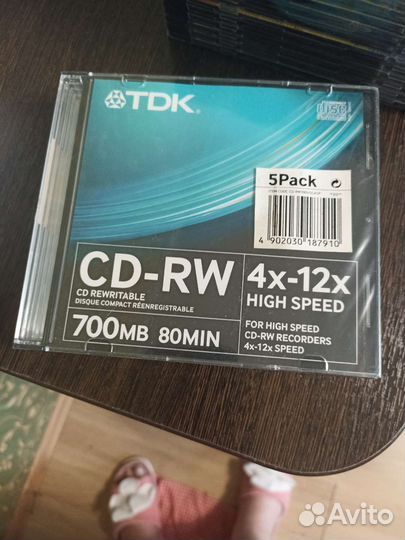 TDK
5Pack
4 902030 187910
CD-RW
CD REWRITABLE
DISQUE COMPACT RÉENREGISTRABLE
700MB 80MIN
4x-12x
HIGH SPEED
FOR HIGH SPEED
CD-RW RECORDERS
4x-12x SPEED
Avito